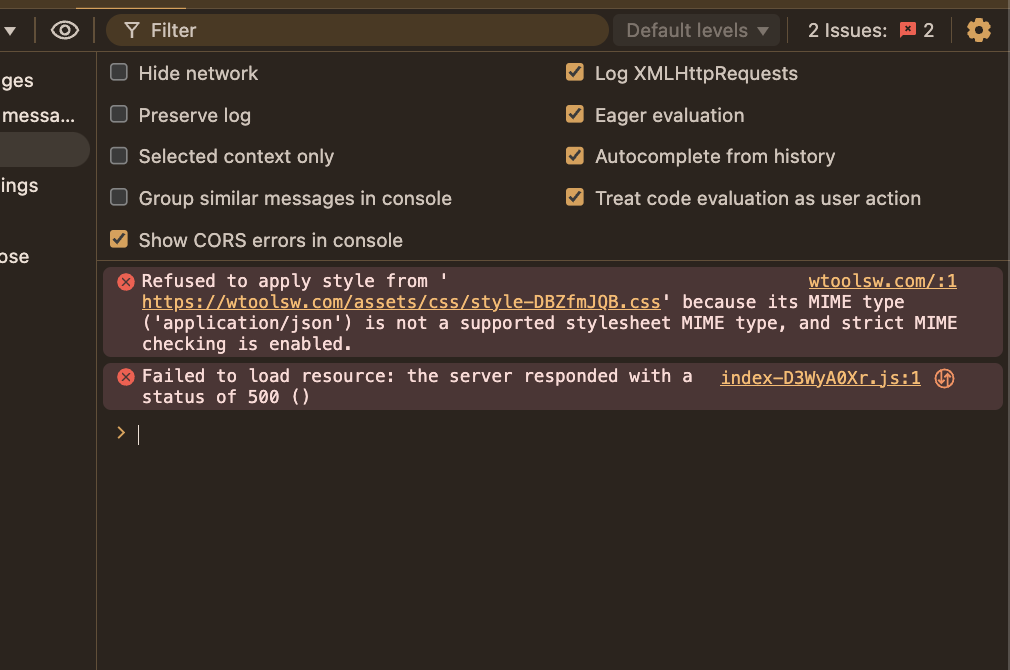 Filter
Default levels
2 Issues:
2
ges
messa...
ings
ose
Hide network
Log XMLHttpRequests
Preserve log
Eager evaluation
Selected context only
Autocomplete from history
Group similar messages in console
Treat code evaluation as user action
Show CORS errors in console
Refused to apply style from '
wtoolsw.com/:1
https://wtoolsw.com/assets/css/style-DBZfmJQB.css' because its MIME type
('application/json') is not a supported stylesheet MIME type, and strict MIME
checking is enabled.
Failed to load resource: the server responded with a
index-D3WyA0Xr.js:1
status of 500 ()